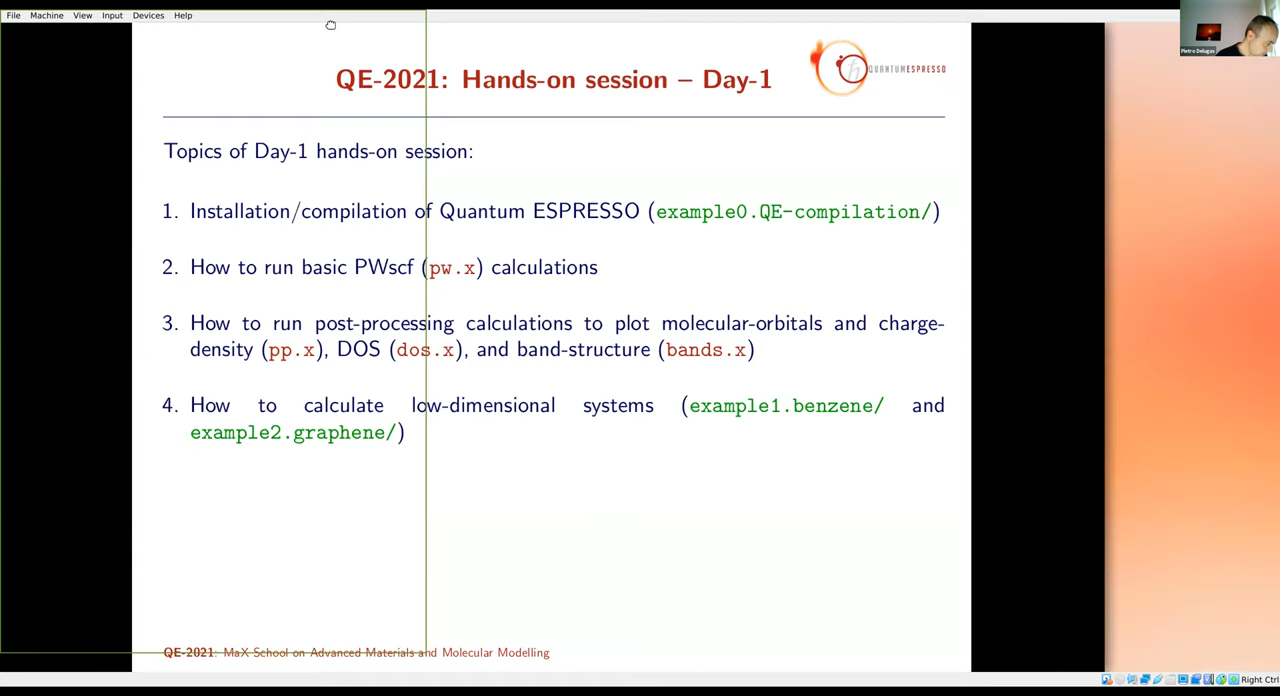 File Machine View Input Devices Help
Pietro Delugas
QE-2021: Hands-on session – Day-1
ħ QUANTUMESPRESSO
Topics of Day-1 hands-on session:
1. Installation/compilation of Quantum ESPRESSO (example0.QE-compilation/)
2. How to run basic PWscf (pw.x) calculations
3. How to run post-processing calculations to plot molecular-orbitals and charge-
density (pp.x), DOS (dos.x), and band-structure (bands.x)
4. How to calculate low-dimensional systems (example1.benzene/ and
example2.graphene/)
QE-2021: MaX School on Advanced Materials and Molecular Modelling
Right Ctrl